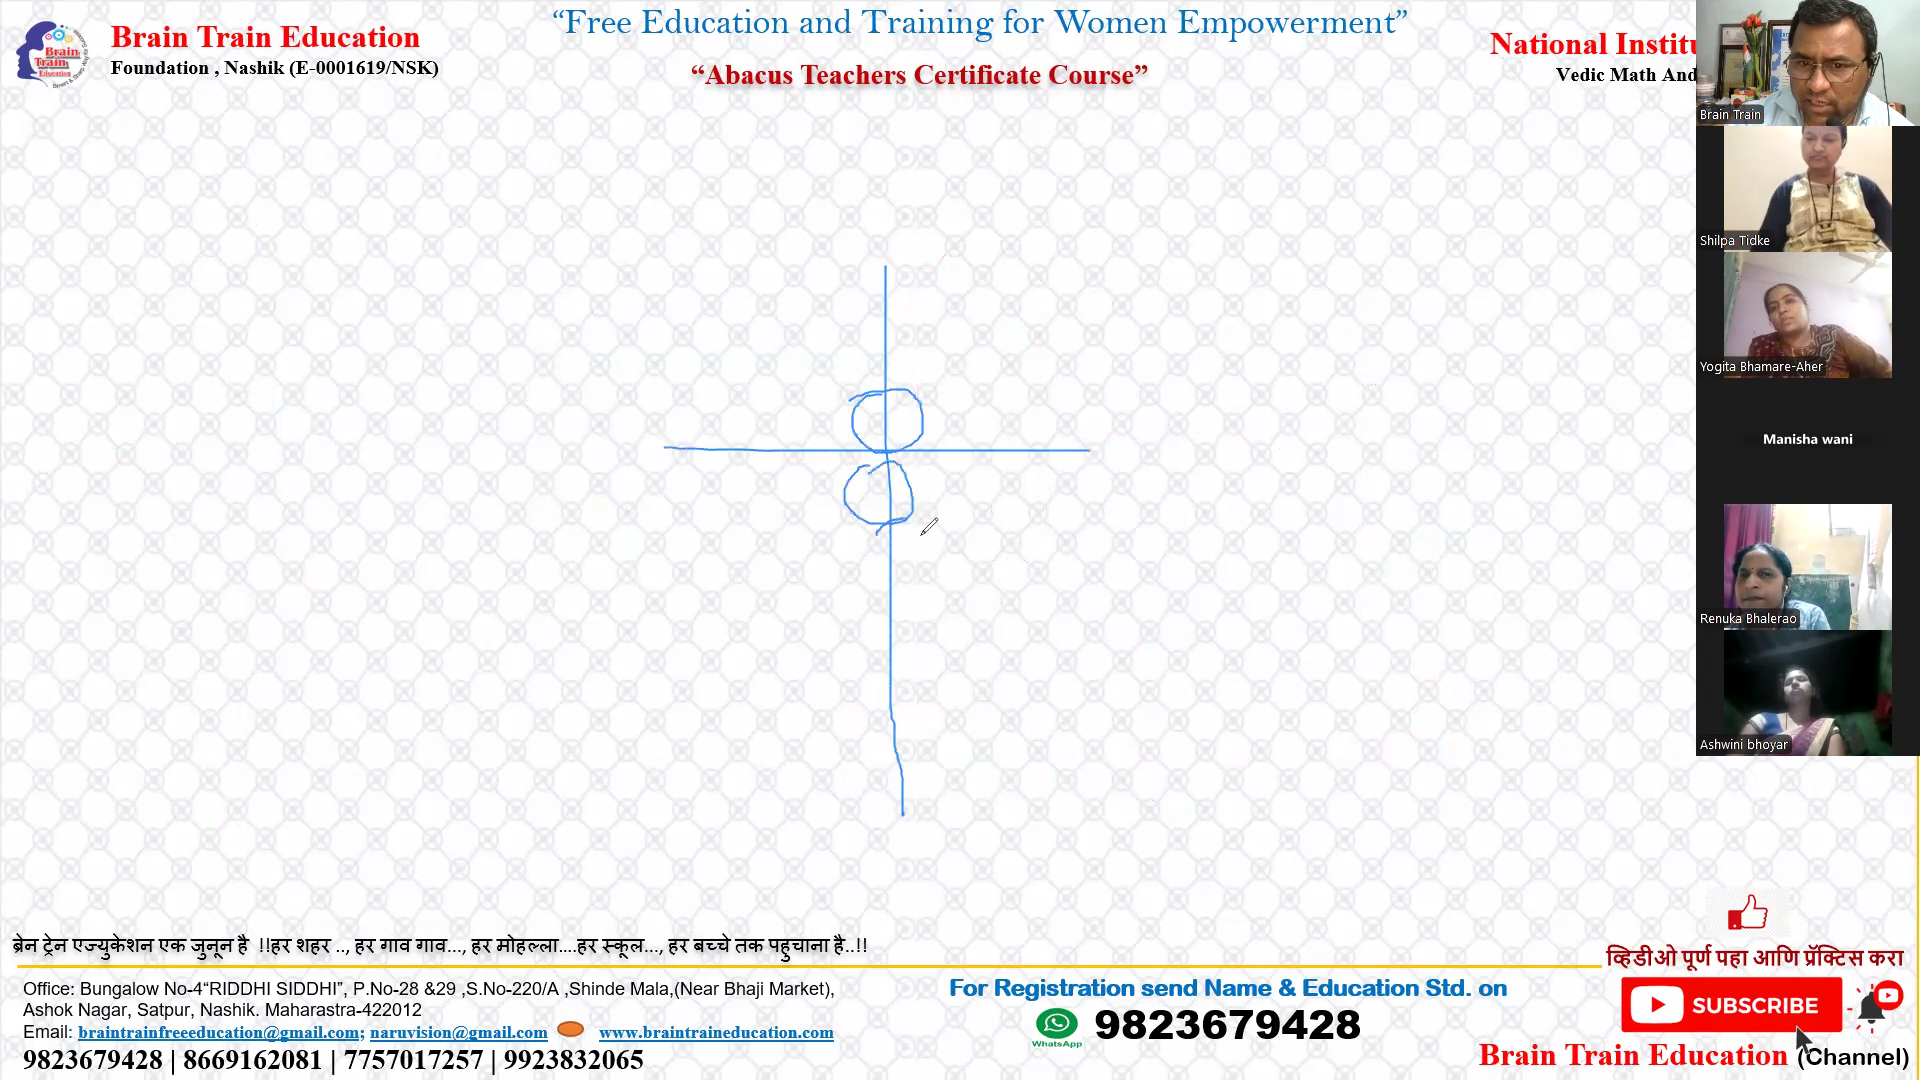 “Free Education and Training for Women Empowerment”
Brain Train Education
Foundation , Nashik (E-0001619/NSK)
“Abacus Teachers Certificate Course”
National Institu
Vedic Math And
Brain
Train
Education
Brain Train
Shilpa Tidke
Yogita Bhamare-Aher
Manisha wani
Renuka Bhalerao
Ashwini bhoyar
ब्रेन ट्रेन एज्युकेशन एक जुनून है !!हर शहर .., हर गाव गाव..., हर मोहल्ला....हर स्कूल..., हर बच्चे तक पहुचाना है..!!
व्हिडीओ पूर्ण पहा आणि प्रॅक्टिस करा
Office: Bungalow No-4“RIDDHI SIDDHI”, P.No-28 &29 ,S.No-220/A ,Shinde Mala,(Near Bhaji Market),
Ashok Nagar, Satpur, Nashik. Maharastra-422012
Email: braintrainfreeeducation@gmail.com; naruvision@gmail.com www.braintraineducation.com
9823679428 | 8669162081 | 7757017257 | 9923832065
For Registration send Name & Education Std. on
WhatsApp
9823679428
SUBSCRIBE
Brain Train Education (Channel)